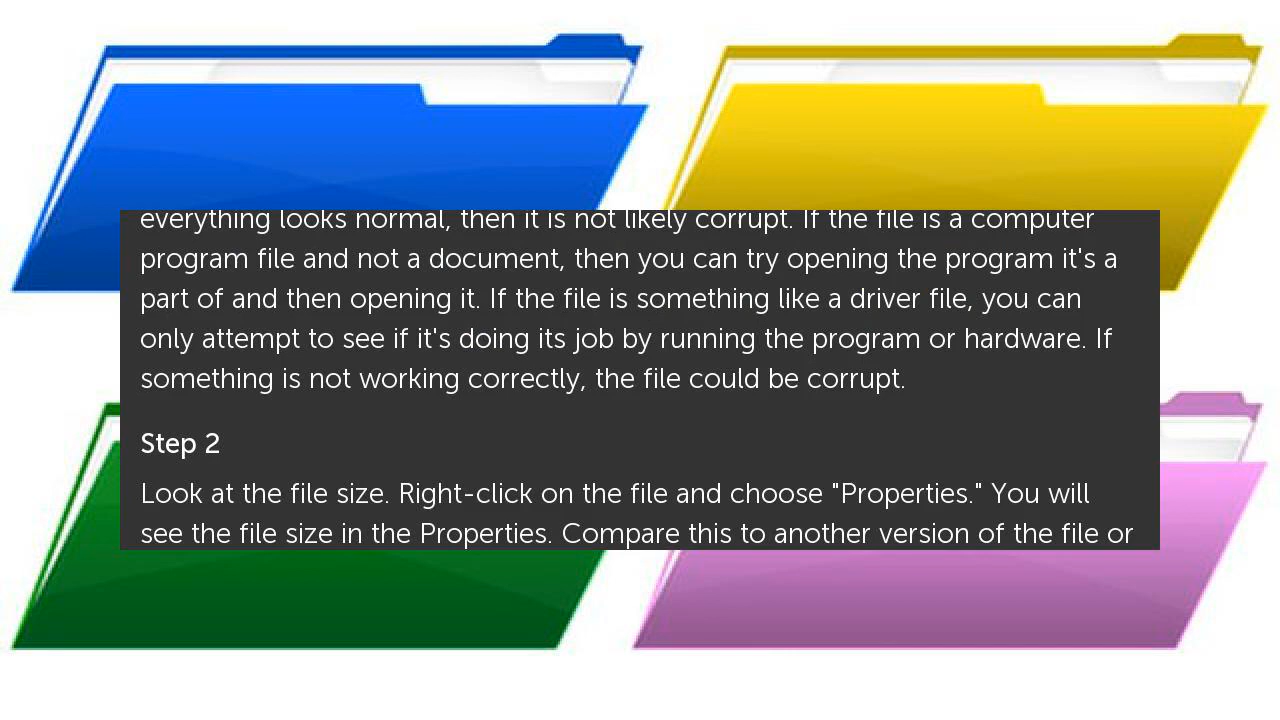 everything looks normal, then it is not likely corrupt. If the file is a computer
program file and not a document, then you can try opening the program it's a
part of and then opening it. If the file is something like a driver file, you can
only attempt to see if it's doing its job by running the program or hardware. If
something is not working correctly, the file could be corrupt.
Step 2
Look at the file size. Right-click on the file and choose "Properties." You will
see the file size in the Properties. Compare this to another version of the file or